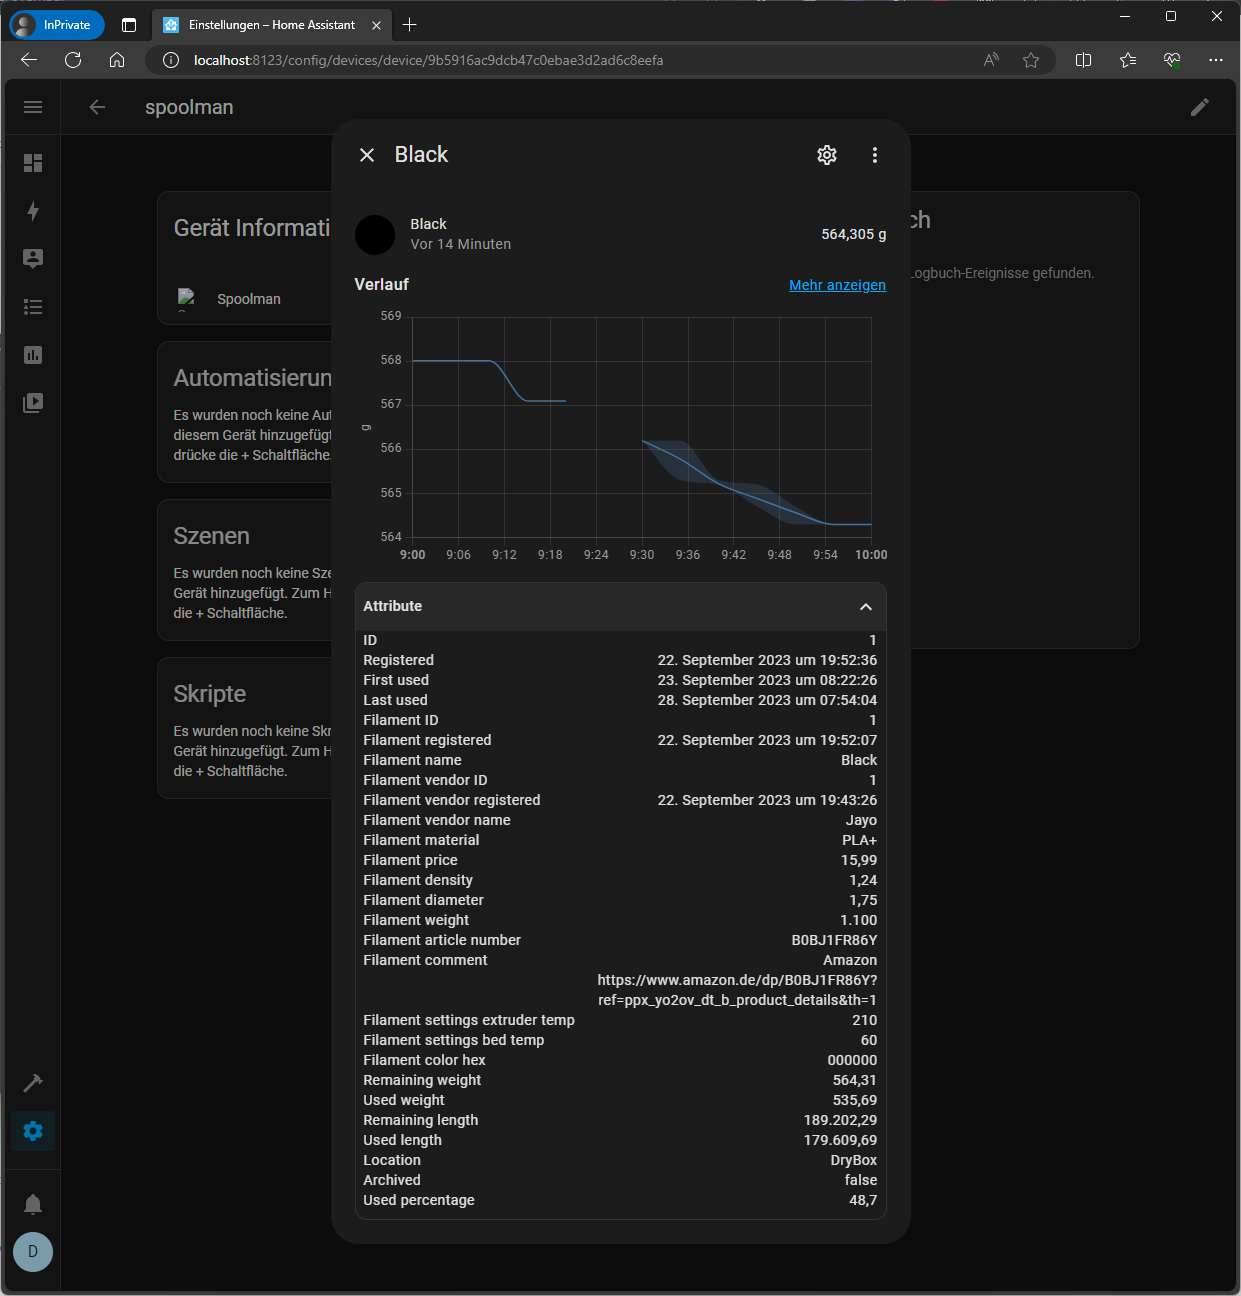 InPrivate
Einstellungen – Home Assistant
localhost:8123/config/devices/device/9b5916ac9dcb47c0ebae3d2ad6c8eefa
spoolman
Gerät Informati
Spoolman
Automatisierun
Es wurden noch keine Aut
diesem Gerät hinzugefügt
drücke die + Schaltfläche.
Szenen
Es wurden noch keine Sze
Gerät hinzugefügt. Zum H
die + Schaltfläche.
Skripte
Es wurden noch keine Skr
Gerät hinzugefügt. Zum H
die + Schaltfläche.
D
ch
Logbuch-Ereignisse gefunden.
Black
Black
Vor 14 Minuten
564,305 g
Verlauf
Mehr anzeigen
569
568
567
566
565
564
g
9:00 9:06 9:12 9:18 9:24 9:30 9:36 9:42 9:48 9:54 10:00
Attribute
ID 1
Registered 22. September 2023 um 19:52:36
First used 23. September 2023 um 08:22:26
Last used 28. September 2023 um 07:54:04
Filament ID 1
Filament registered 22. September 2023 um 19:52:07
Filament name Black
Filament vendor ID 1
Filament vendor registered 22. September 2023 um 19:43:26
Filament vendor name Jayo
Filament material PLA+
Filament price 15,99
Filament density 1,24
Filament diameter 1,75
Filament weight 1.100
Filament article number B0BJ1FR86Y
Filament comment Amazon
https://www.amazon.de/dp/B0BJ1FR86Y?
ref=ppx_yo2ov_dt_b_product_details&th=1
Filament settings extruder temp 210
Filament settings bed temp 60
Filament color hex 000000
Remaining weight 564,31
Used weight 535,69
Remaining length 189.202,29
Used length 179.609,69
Location DryBox
Archived false
Used percentage 48,7